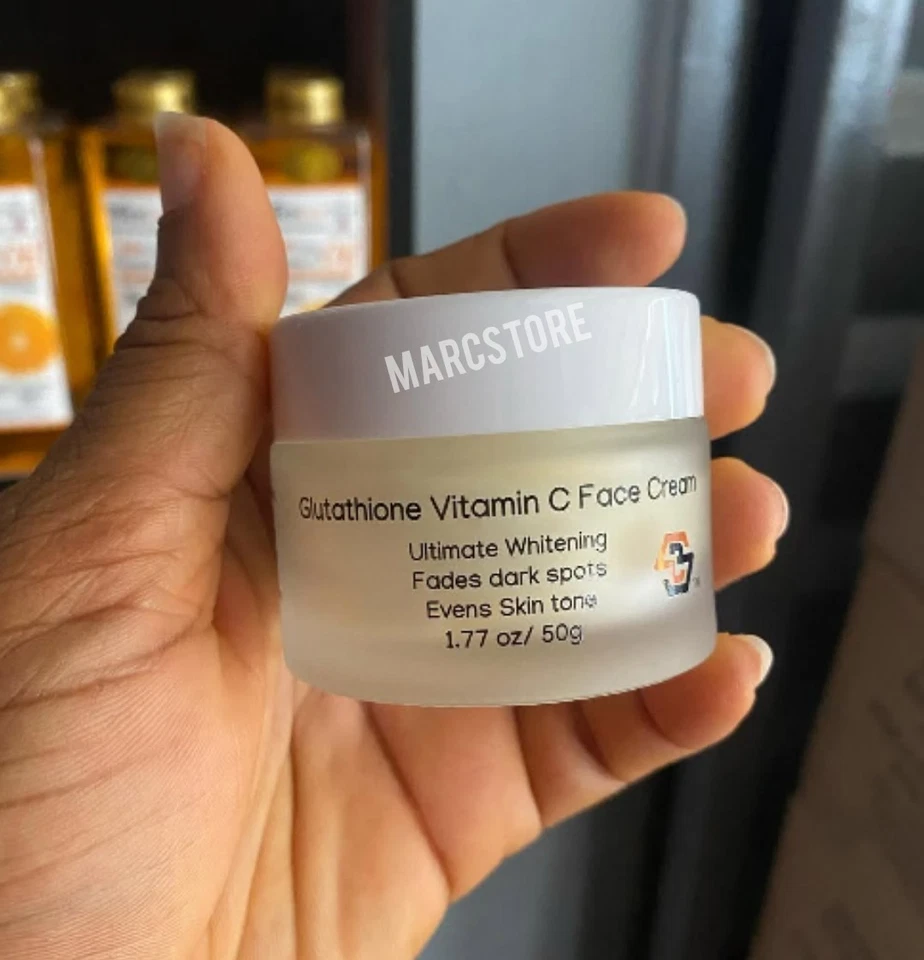 MARCSTORE
Glutathione Vitamin C Face Cream
Ultimate Whitening
Fades dark spots
Evens Skin tone
1.77 oz/ 50g